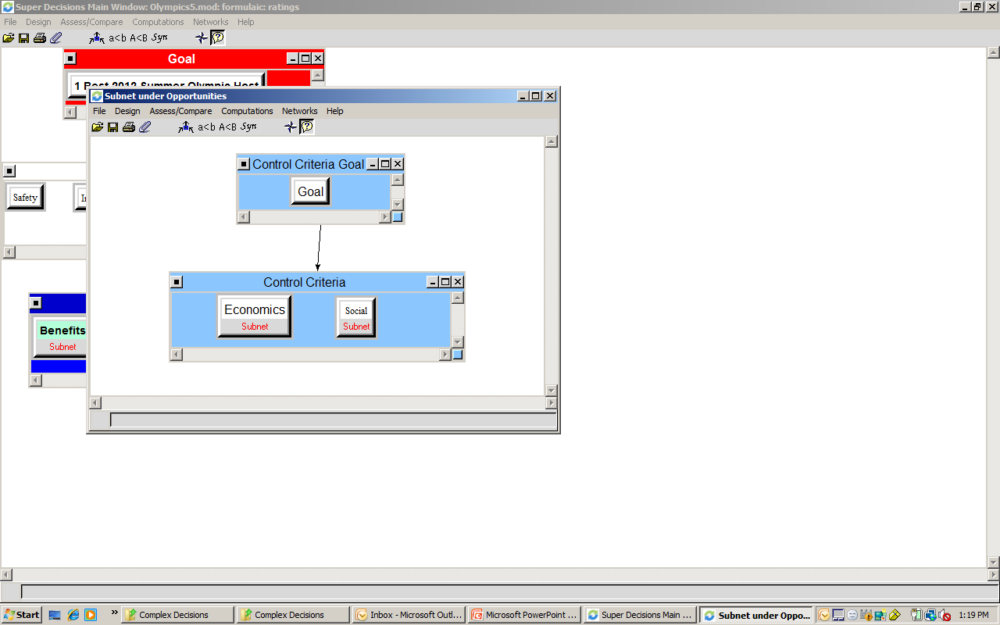 Super Decisions Main Window: Olympics5.mod: formulaic: ratings
File Design Assess/Compare Computations Networks Help
a<b A<B Syn
Goal
1 Best 2012 Summer Olympic Host
Subnet under Opportunities
File Design Assess/Compare Computations Networks Help
a<b A<B Syn
Control Criteria Goal
Goal
Safety
Control Criteria
Economics
Subnet
Social
Subnet
Benefits
Subnet
Start
»
Complex Decisions
Complex Decisions
Inbox - Microsoft Outl...
Microsoft PowerPoint ...
Super Decisions Main ...
Subnet under Oppo...
1:19 PM